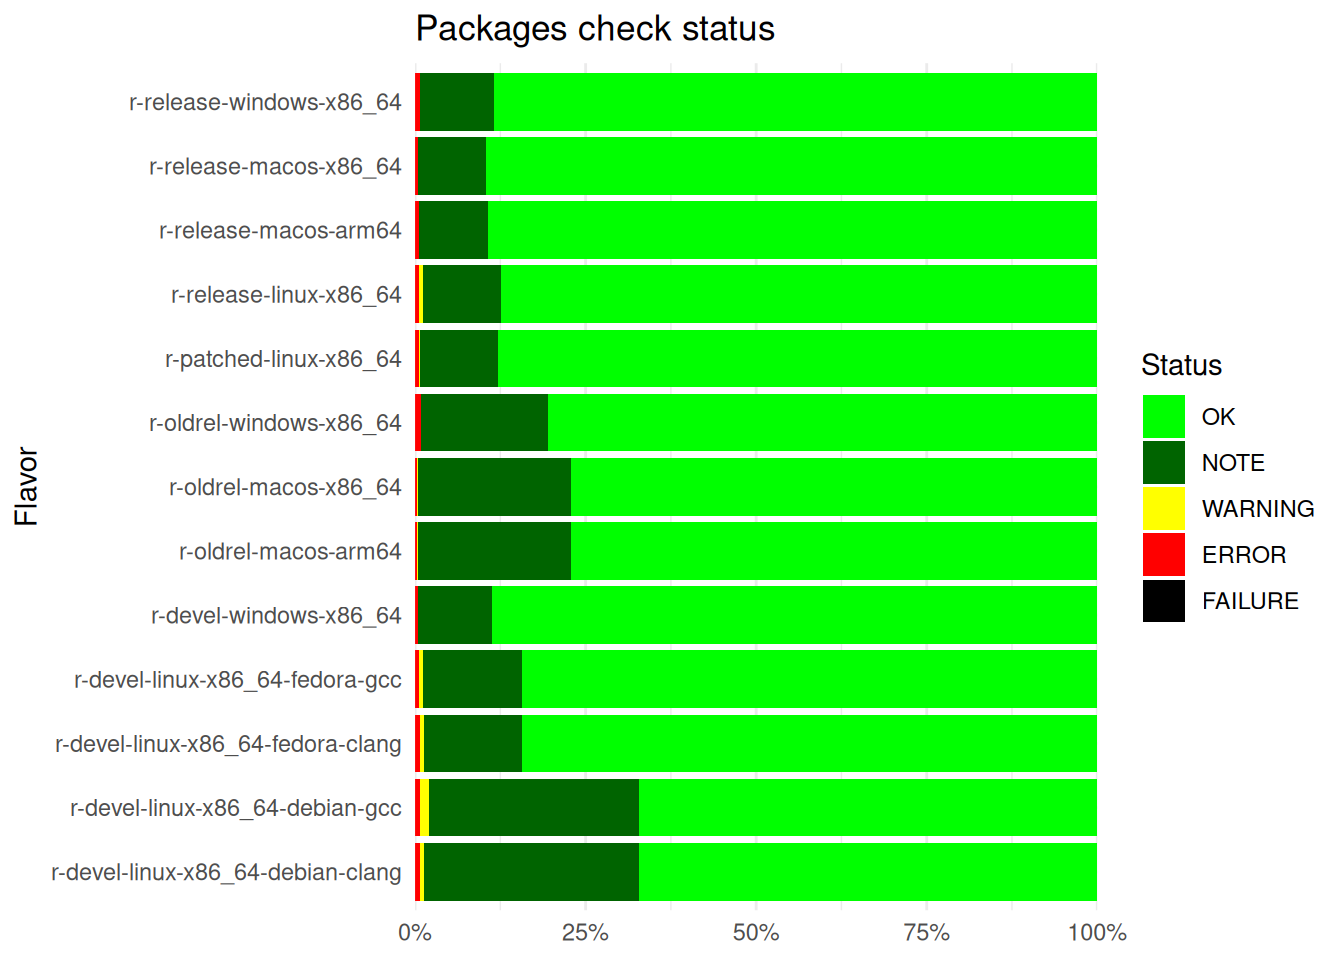 Packages check status
Flavor
r-release-windows-x86_64
r-release-macos-x86_64
r-release-macos-arm64
r-release-linux-x86_64
r-patched-linux-x86_64
r-oldrel-windows-x86_64
r-oldrel-macos-x86_64
r-oldrel-macos-arm64
r-devel-windows-x86_64
r-devel-linux-x86_64-fedora-gcc
r-devel-linux-x86_64-fedora-clang
r-devel-linux-x86_64-debian-gcc
r-devel-linux-x86_64-debian-clang
0% 25% 50% 75% 100%
Status
OK
NOTE
WARNING
ERROR
FAILURE